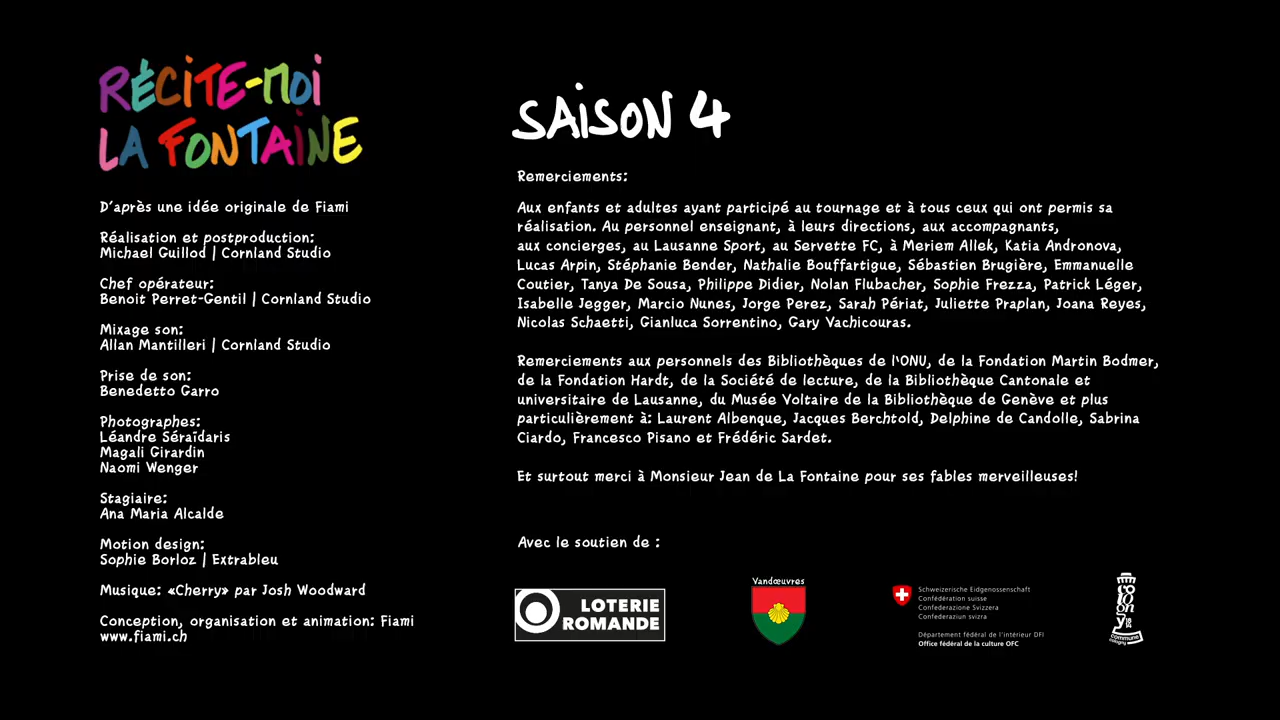 RÉCITE-NOI
LA FONTAINE
D'après une idée originale de Fiami
Réalisation et postproduction:
Michael Guillod | Cornland Studio
Chef opérateur:
Benoit Perret-Gentil | Cornland Studio
Mixage son:
Allan Mantilleri | Cornland Studio
Prise de son:
Benedetto Garro
Photographes:
Léandre Séraïdaris
Magali Girardin
Naomi Wenger
Stagiaire:
Ana Maria Alcalde
Motion design:
Sophie Borloz | Extrableu
Musique: «Cherry» par Josh Woodward
Conception, organisation et animation: Fiami
www.fiami.ch
SAISON 4
Remerciements:
Aux enfants et adultes ayant participé au tournage et à tous ceux qui ont permis sa
réalisation. Au personnel enseignant, à leurs directions, aux accompagnants,
aux concierges, au Lausanne Sport, au Servette FC, à Meriem Allek, Katia Andronova,
Lucas Arpin, Stéphanie Bender, Nathalie Bouffartigue, Sébastien Brugière, Emmanuelle
Coutier, Tanya De Sousa, Philippe Didier, Nolan Flubacher, Sophie Frezza, Patrick Léger,
Isabelle Jegger, Marcio Nunes, Jorge Perez, Sarah Périat, Juliette Praplan, Joana Reyes,
Nicolas Schaetti, Gianluca Sorrentino, Gary Vachicouras.
Remerciements aux personnels des Bibliothèques de l'ONU, de la Fondation Martin Bodmer,
de la Fondation Hardt, de la Société de lecture, de la Bibliothèque Cantonale et
universitaire de Lausanne, du Musée Voltaire de la Bibliothèque de Genève et plus
particulièrement à: Laurent Albenque, Jacques Berchtold, Delphine de Candolle, Sabrina
Ciardo, Francesco Pisano et Frédéric Sardet.
Et surtout merci à Monsieur Jean de La Fontaine pour ses fables merveilleuses!
Avec le soutien de :
LOTERIE
ROMANDE
Vandœuvres
Schweizerische Eidgenossenschaft
Confédération suisse
Confederazione Svizzera
Confederaziun svizra
Département fédéral de l'intérieur DFI
Office fédéral de la culture OFC
cologny
commune